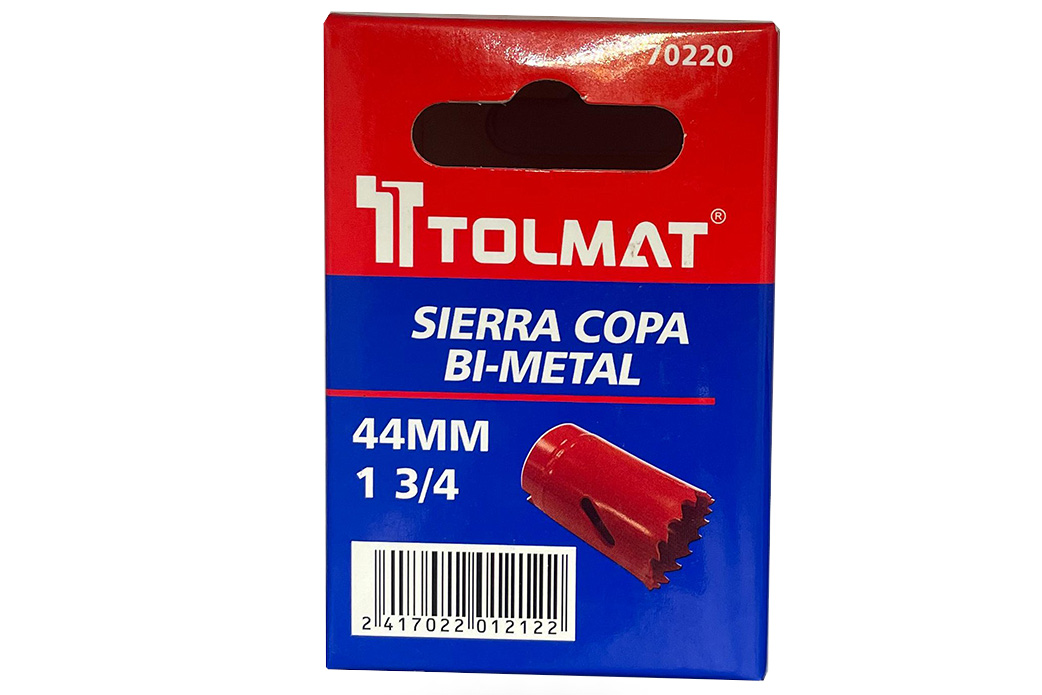 70220
TOLMAT®
SIERRA COPA
BI-METAL
44MM
1 3/4
2 417022 012122